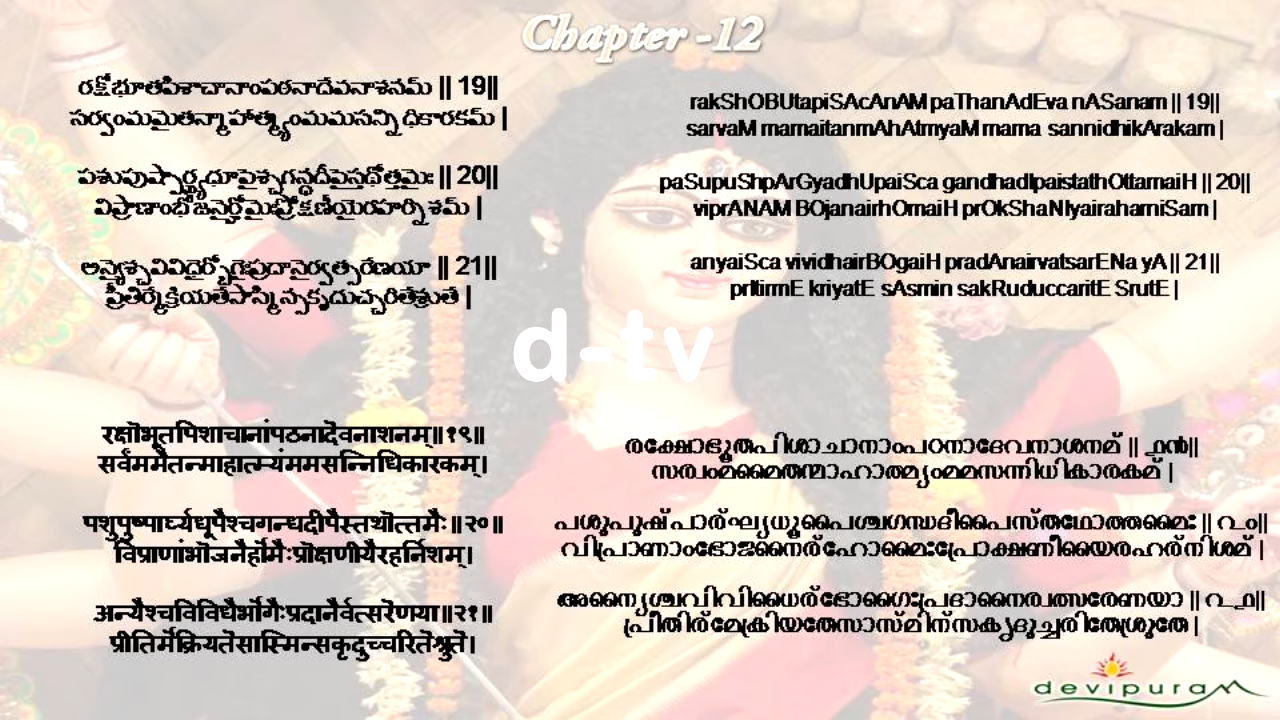 Chapter -12
రక్షోభూతపిశాచానాంపఠనాదేవనాశనమ్ || 19||
సర్వంమమైతన్మాహాత్మ్యంమమసన్నిధికారకమ్ |
పశుపుష్పార్ఘ్యధూపైశ్చగన్ధదీపైస్తథోత్తమైః || 20||
విప్రాణాంభోజనైర్హోమైఃప్రోక్షణీయైరహర్నిశమ్ |
అన్యైశ్చవివిధైర్భోగైఃప్రదానైర్వత్సరేణయా || 21||
ప్రీతిర్మేక్రియతేసాస్మిన్సకృదుచ్చరితేశ్రుతే |
rakShOBUtapiSAcAnAM paThanAdEva nASanam || 19||
sarvaM mamaitanmAhAtmyaM mama sannidhikArakam |
paSupuShpArGyadhUpaiSca gandhadIpaistathOttamaiH || 20||
viprANAM BOjanairhOmaiH prOkShaNIyairaharniSam |
anyaiSca vividhairBOgaiH pradAnairvatsarENa yA || 21||
prItirmE kriyatE sAsmin sakRuduccaritE SrutE |
d-tv
रक्षॊभूतपिशाचानांपठनादॆवनाशनम्॥१९॥
सर्वंममैतन्माहात्म्यंममसन्निधिकारकम्।
पशुपुष्पार्घ्यधूपैश्चगन्धदीपैस्तथॊत्तमैः॥२०॥
विप्राणांभॊजनैर्हॊमैःप्रॊक्षणीयैरहर्निशम्।
अन्यैश्चविविधैर्भॊगैःप्रदानैर्वत्सरॆणया॥२१॥
प्रीतिर्मॆक्रियतॆसास्मिन्सकृदुच्चरितॆश्रुतॆ।
രക്ഷോഭൂതപിശാചാനാംപഠനാദേവനാശനമ് || ൧൯||
സര്വംമമൈതന്മാഹാത്മ്യംമമസന്നിധികാരകമ് |
പശുപുഷ്പാര്ഘ്യധൂപൈശ്ചഗന്ധദീപൈസ്തഥോത്തമൈഃ || ൨൦||
വിപ്രാണാംഭോജനൈര്ഹോമൈഃപ്രോക്ഷണീയൈരഹര്നിശമ് |
അന്യൈശ്ചവിവിധൈര്ഭോഗൈഃപ്രദാനൈര്വത്സരേണയാ || ൨൧||
പ്രീതിര്മേക്രിയതേസാസ്മിന്സകൃദുച്ചരിതേശ്രുതേ |
devipuram